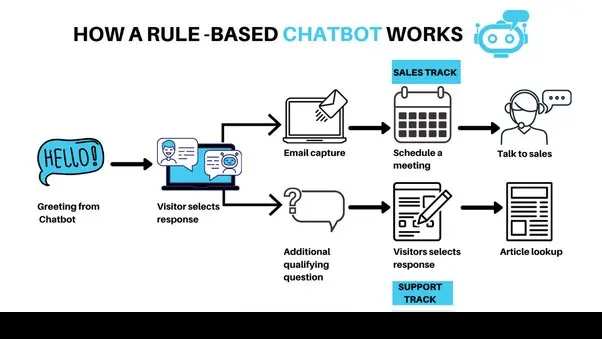 HOW A RULE -BASED CHATBOT WORKS
SALES TRACK
HELLO!
Greeting from
Chatbot
Visitor selects
response
Email capture
Schedule a
meeting
Talk to sales
?
Additional
qualifying
question
Visitors selects
response
Article lookup
SUPPORT
TRACK